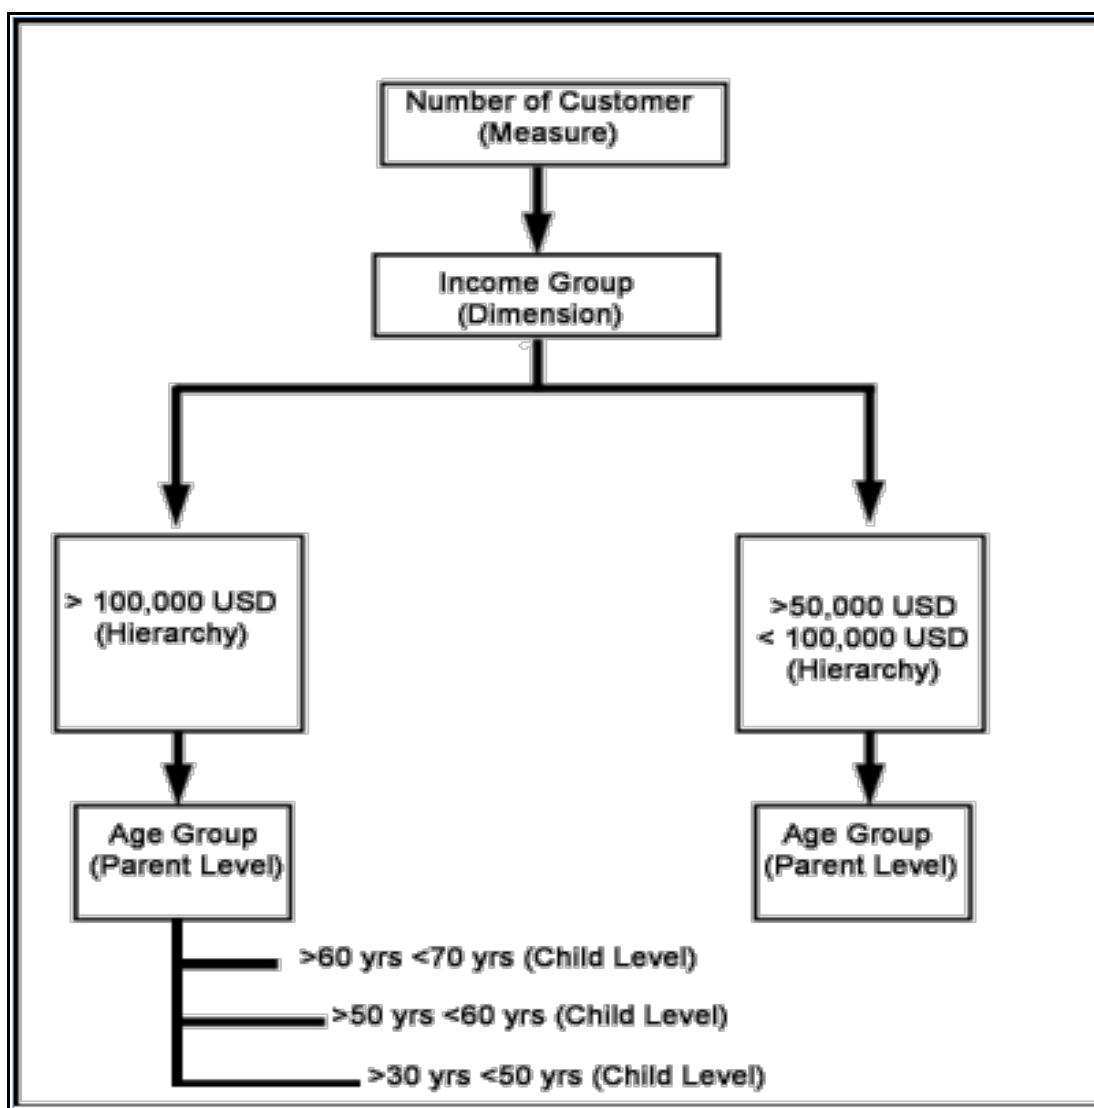 Number of Customer
(Measure)
Income Group
(Dimension)
> 100,000 USD
(Hierarchy)
>50,000 USD
< 100,000 USD
(Hierarchy)
Age Group
(Parent Level)
Age Group
(Parent Level)
>60 yrs <70 yrs (Child Level)
>50 yrs <60 yrs (Child Level)
>30 yrs <50 yrs (Child Level)